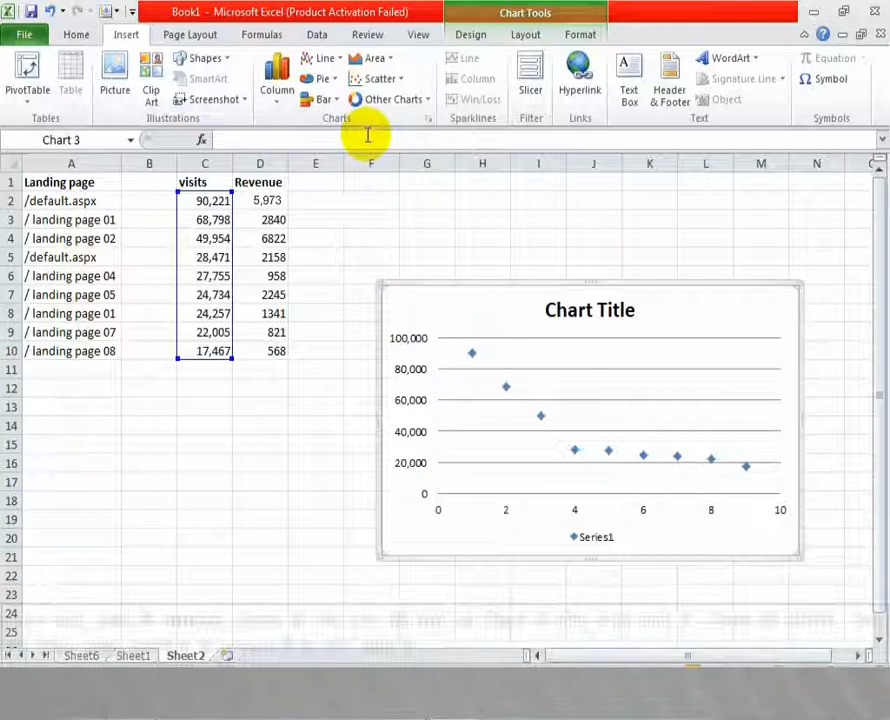 Book1 - Microsoft Excel (Product Activation Failed)
Chart Tools
File Home Insert Page Layout Formulas Data Review View Design Layout Format
PivotTable Table Picture Clip Art Shapes SmartArt Screenshot Column Line Pie Bar Area Scatter Other Charts Line Column Win/Loss Slicer Hyperlink Text Box Header & Footer WordArt Signature Line Object Equation Symbol
Tables Illustrations Charts Sparklines Filter Links Text Symbols
Chart 3 fx
A B C D E F G H I J K L M N
1 Landing page visits Revenue
2 /default.aspx 90,221 5,973
3 / landing page 01 68,798 2840
4 / landing page 02 49,954 6822
5 /default.aspx 28,471 2158
6 / landing page 04 27,755 958
7 / landing page 05 24,734 2245
8 / landing page 01 24,257 1341
9 / landing page 07 22,005 821
10 / landing page 08 17,467 568
11
12
13
14
15
16
17
18
19
20
21
22
23
24
25
Chart Title
100,000
80,000
60,000
40,000
20,000
0
0 2 4 6 8 10
Series1
Sheet6 Sheet1 Sheet2